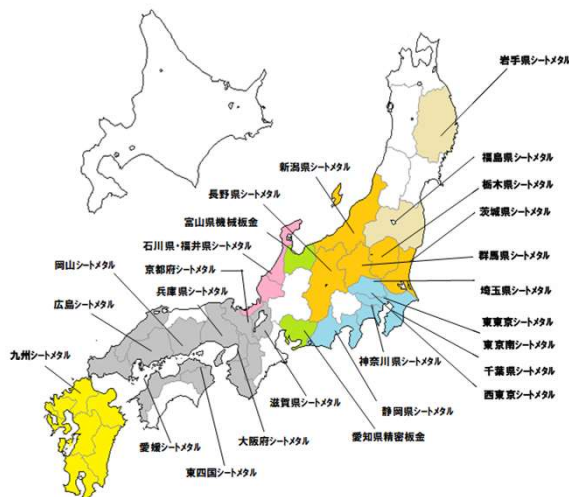 岩手県シートメタル
福島県シートメタル
新潟県シートメタル
栃木県シートメタル
長野県シートメタル
茨城県シートメタル
富山県機械板金
石川県・福井県シートメタル
群馬県シートメタル
岡山シートメタル
京都府シートメタル
兵庫県シートメタル
埼玉県シートメタル
広島シートメタル
東東京シートメタル
東京南シートメタル
九州シートメタル
神奈川県シートメタル
千葉県シートメタル
西東京シートメタル
滋賀県シートメタル
静岡県シートメタル
愛知県精密板金
大阪府シートメタル
愛媛シートメタル
東四国シートメタル